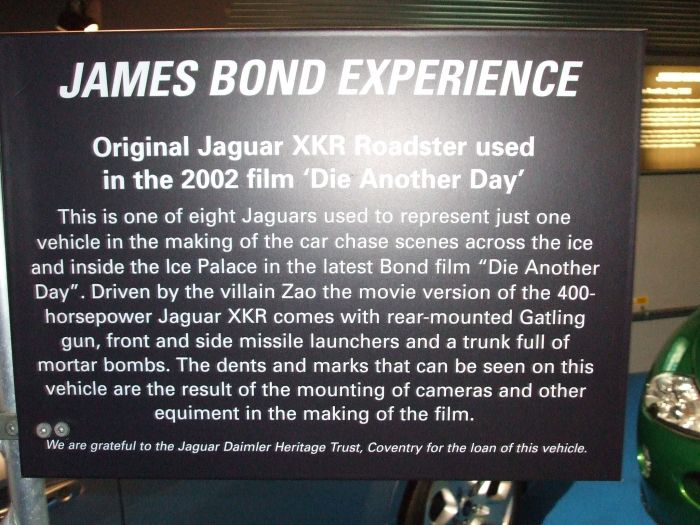 JAMES BOND EXPERIENCE
Original Jaguar XKR Roadster used
in the 2002 film ‘Die Another Day’
This is one of eight Jaguars used to represent just one
vehicle in the making of the car chase scenes across the ice
and inside the Ice Palace in the latest Bond film “Die Another
Day”. Driven by the villain Zao the movie version of the 400-
horsepower Jaguar XKR comes with rear-mounted Gatling
gun, front and side missile launchers and a trunk full of
mortar bombs. The dents and marks that can be seen on this
vehicle are the result of the mounting of cameras and other
equiment in the making of the film.
We are grateful to the Jaguar Daimler Heritage Trust, Coventry for the loan of this vehicle.